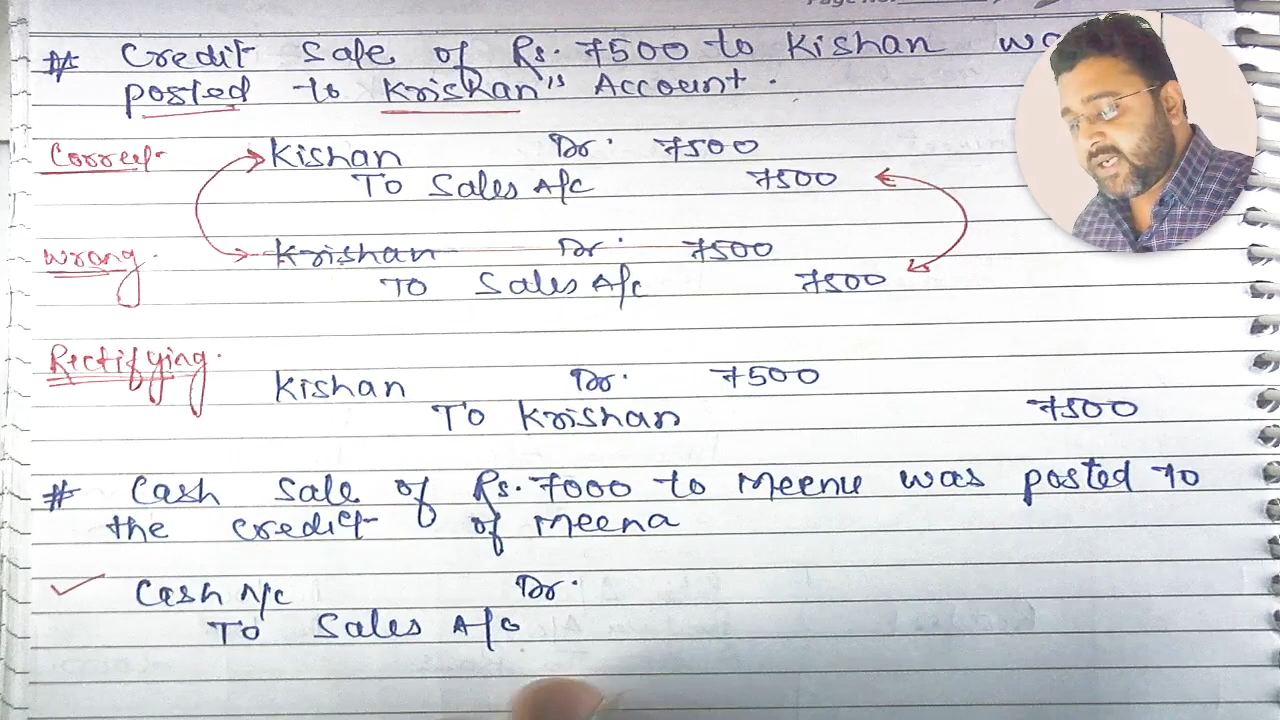 # Credit Sale of Rs. 7500 to Kishan
posted to Krishan's Account.
Correct Kishan Dr. 7500
To Sales A/c 7500
Wrong. Krishan Dr. 7500
To Sales A/c 7500
Rectifying.
Kishan Dr. 7500
To Krishan 7500
# Cash Sale of Rs. 7000 to Meenu was posted to
the credit of Meena
Cash A/c Dr.
To Sales A/c